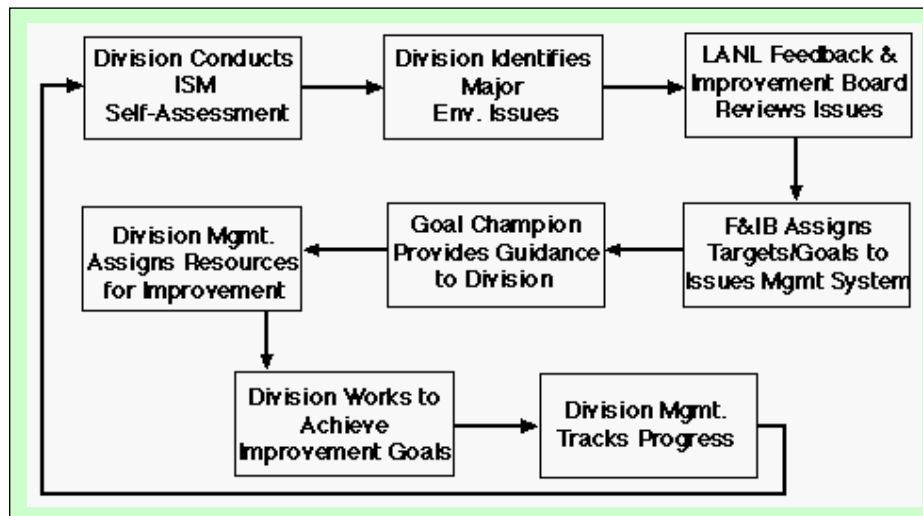 Division Conducts
ISM
Self-Assessment
Division Identifies
Major
Env. Issues
LANL Feedback &
Improvement Board
Reviews Issues
F&IB Assigns
Targets/Goals to
Issues Mgmt System
Goal Champion
Provides Guidance
to Division
Division Mgmt.
Assigns Resources
for Improvement
Division Works to
Achieve
Improvement Goals
Division Mgmt.
Tracks Progress